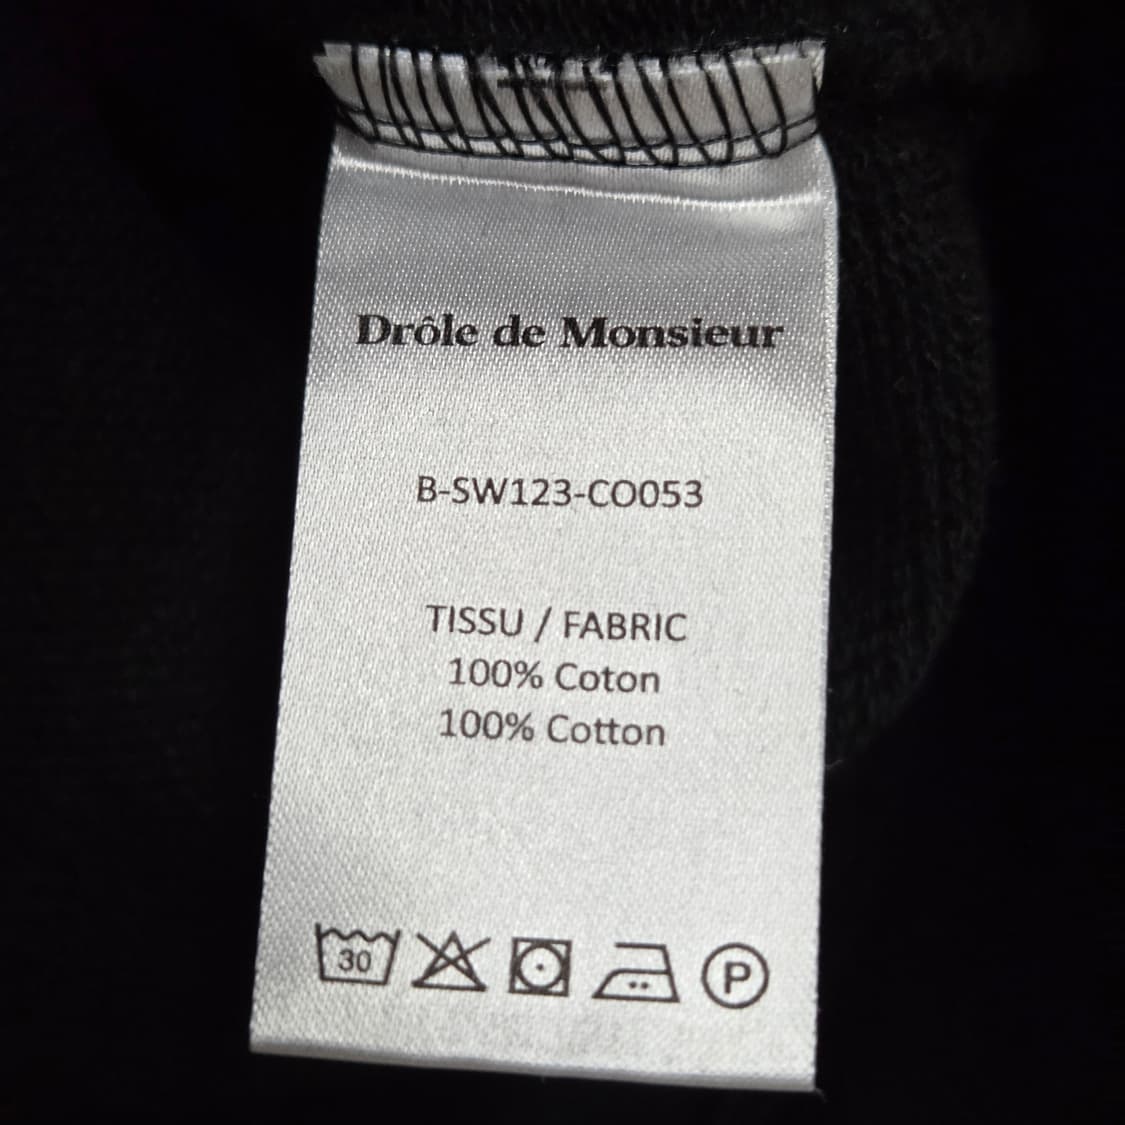 Drôle de Monsieur
B-SW123-CO053
TISSU / FABRIC
100% Coton
100% Cotton
30 P